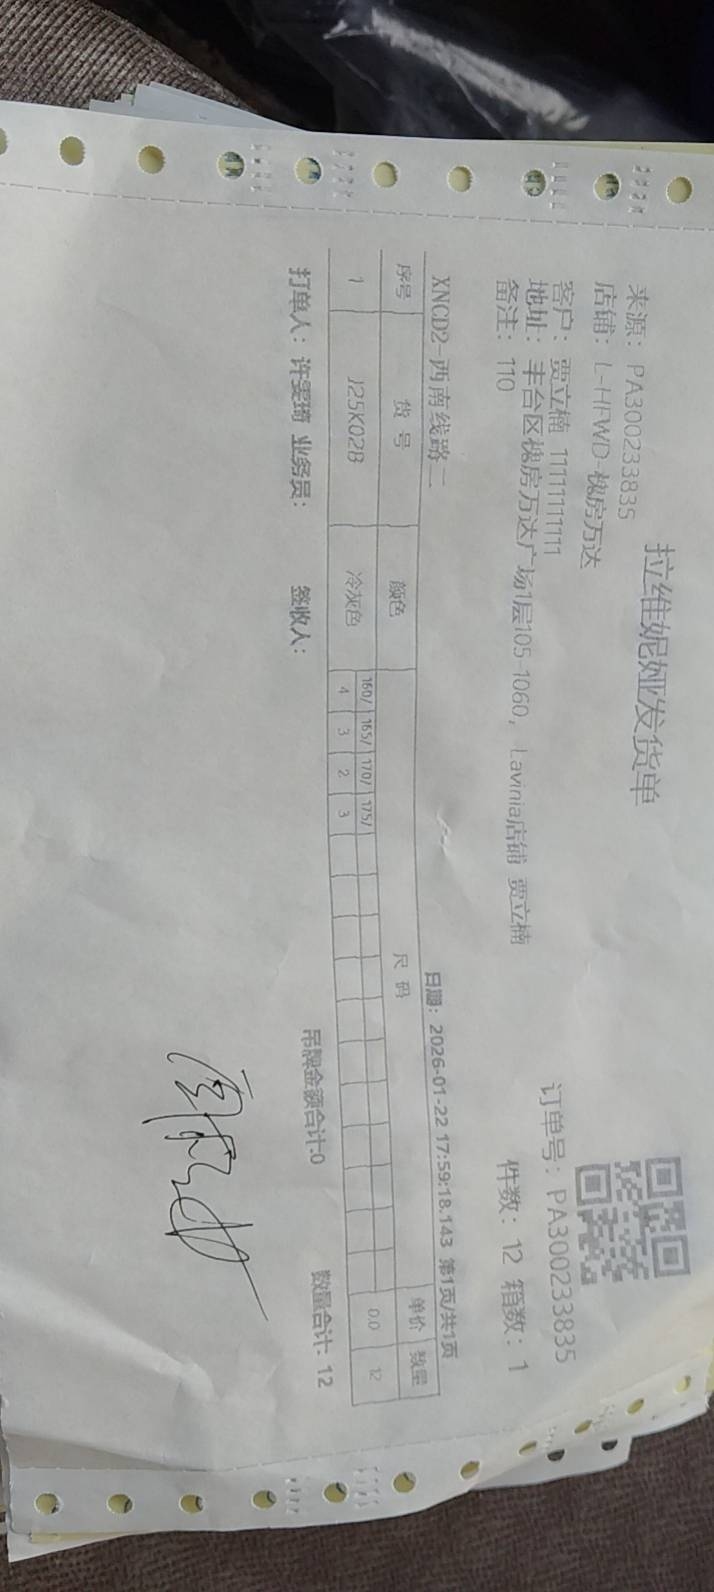 拉维妮娅发货单
来源：PA300233835
订单号：PA300233835
店铺：L-HFWD-槐房万达
客户：贾立楠 11111111111
件数：12 箱数：1
地址：丰台区槐房万达广场1层105-1060，Lavinia店铺 贾立楠
备注：110
XNCD2-西南线路二 日期：2026-01-22 17:59:18.143 第1页/共1页
序号 货号 颜色 尺码 单价 数量
160/ 165/ 170/ 175/
1 J25K02B 冷灰色 4 3 2 3 0.0 12
吊牌金额合计:0 数量合计：12
打单人：许雯琦 业务员： 签收人：